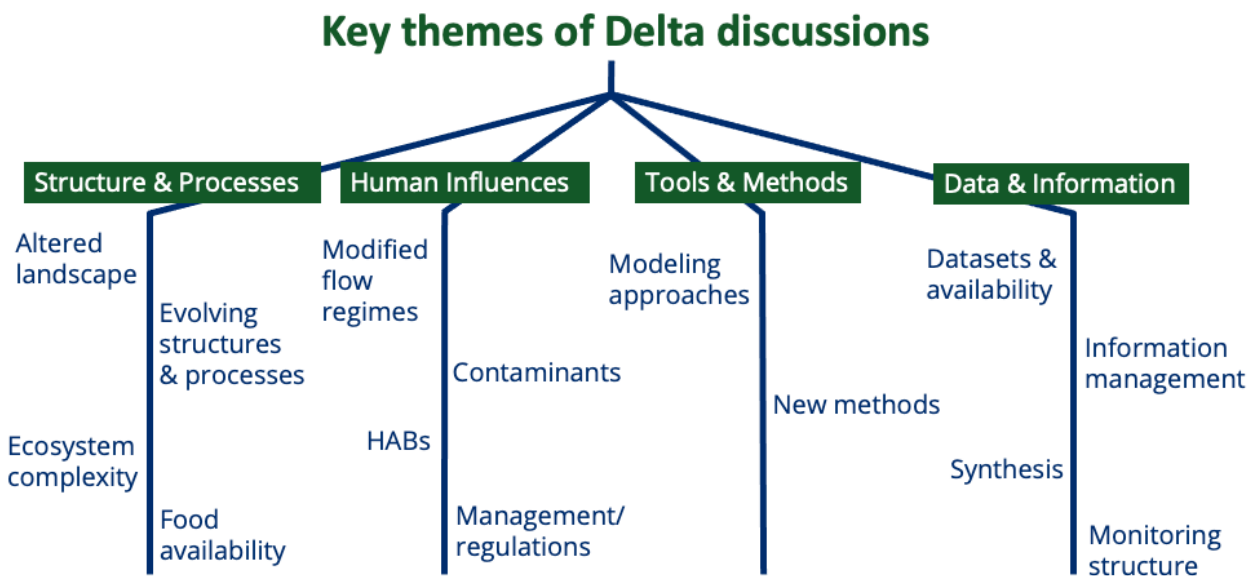 Key themes of Delta discussions
Structure & Processes
Altered
landscape
Evolving
structures
& processes
Ecosystem
complexity
Food
availability
Human Influences
Modified
flow
regimes
Contaminants
HABs
Management/
regulations
Tools & Methods
Modeling
approaches
New methods
Data & Information
Datasets &
availability
Information
management
Synthesis
Monitoring
structure